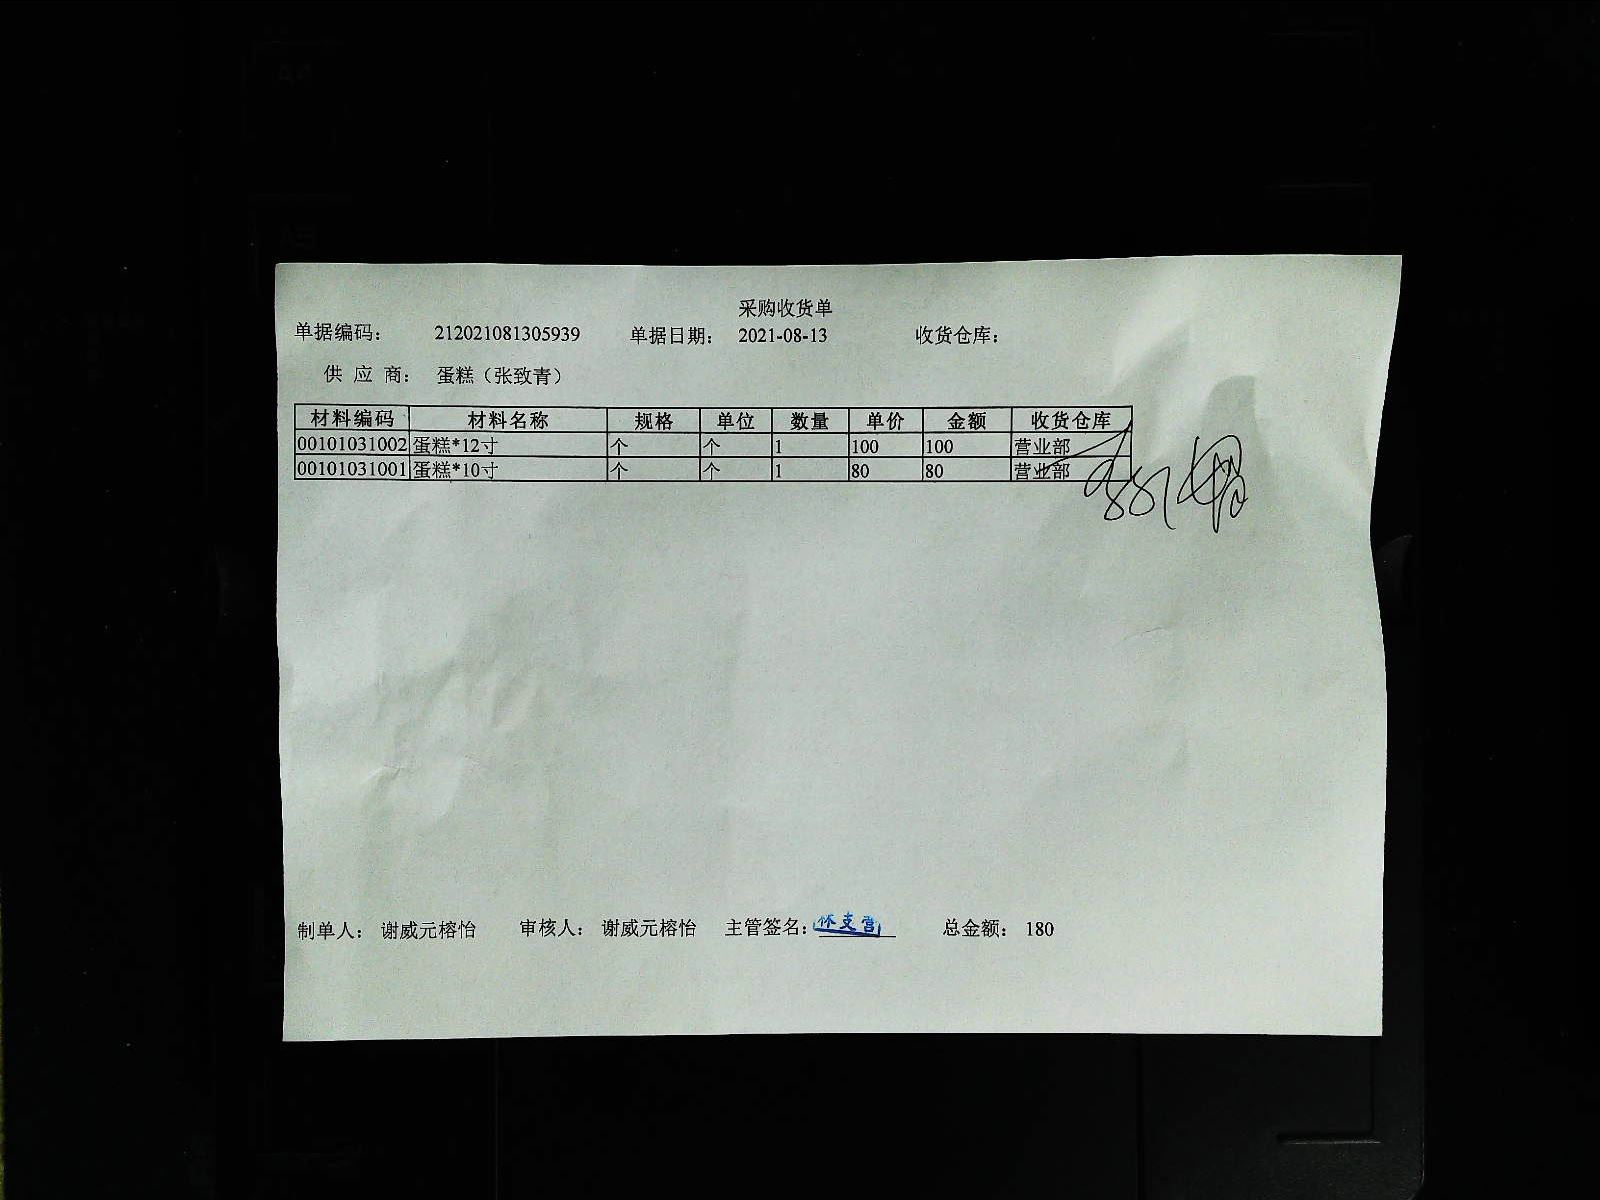 采购收货单
单据编码： 212021081305939 单据日期： 2021-08-13 收货仓库：
供 应 商： 蛋糕（张致青）
材料编码 材料名称 规格 单位 数量 单价 金额 收货仓库
00101031002 蛋糕*12寸 个 个 1 100 100 营业部
00101031001 蛋糕*10寸 个 个 1 80 80 营业部
制单人： 谢威元榕怡 审核人： 谢威元榕怡 主管签名： 总金额： 180